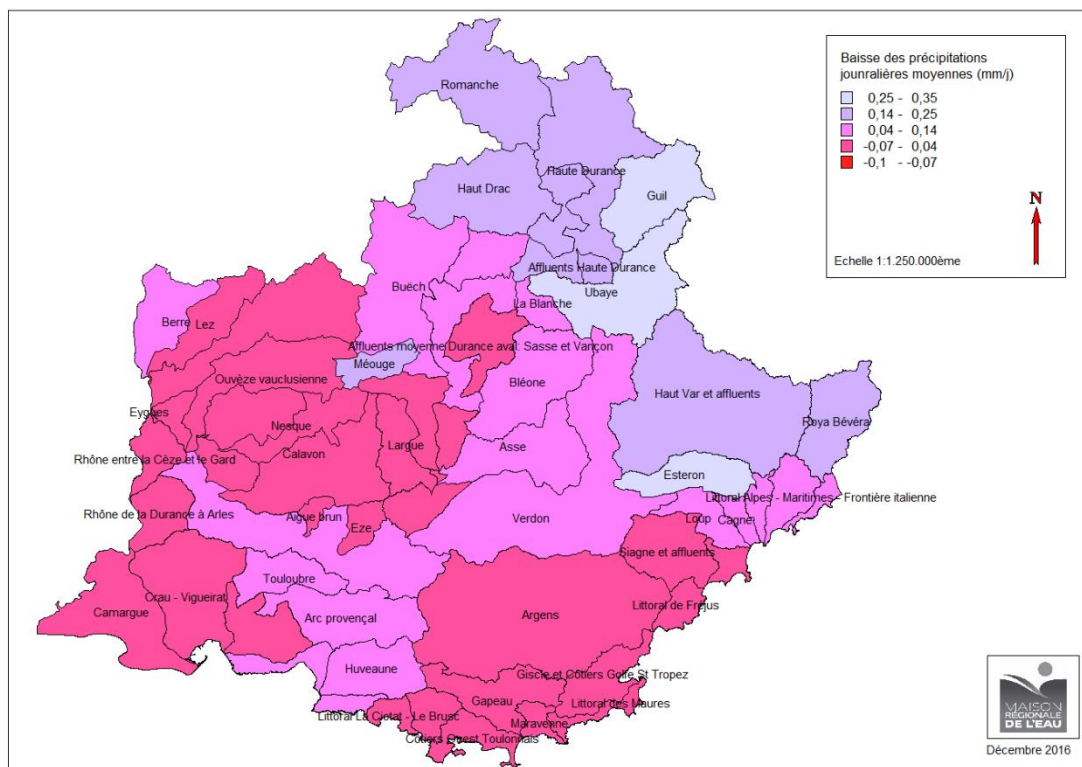 Baisse des précipitations
jounralières moyennes (mm/j)
0,25 - 0,35
0,14 - 0,25
0,04 - 0,14
-0,07 - 0,04
-0,1 - -0,07
N
Echelle 1:1.250.000ème
Romanche
Haute Durance
Haut Drac
Guil
Affluents Haute Durance
Buëch
Ubaye
La Blanche
Berre
Lez
Affluents moyenne Durance aval: Sasse et Vançon
Méouge
Ouvèze vauclusienne
Bléone
Haut Var et affluents
Eygues
Nesque
Roya Bévéra
Largue
Asse
Calavon
Rhône entre la Cèze et le Gard
Esteron
Littoral Alpes - Maritimes - Frontière italienne
Rhône de la Durance à Arles
Aigue brun
Verdon
Loup
Cagne
Eze
Siagne et affluents
Touloubre
Crau - Vigueirat
Littoral de Fréjus
Camargue
Arc provençal
Argens
Huveaune
Giscle et Côtiers Golfe St Tropez
Gapeau
Littoral des Maures
Littoral La Ciotat - Le Brusc
Maravenne
Côtiers Ouest Toulonnais
MAISON
RÉGIONALE
DE L'EAU
Décembre 2016